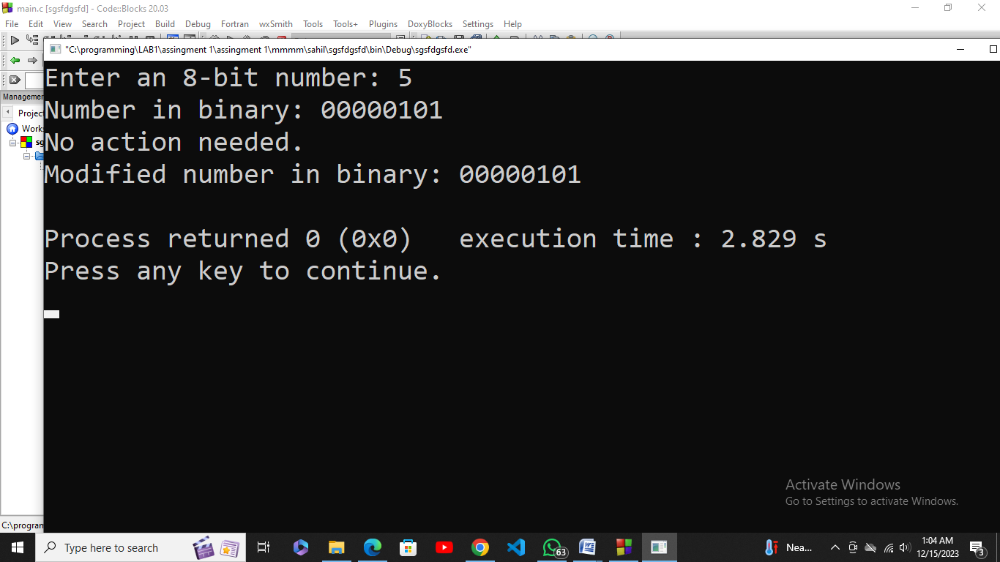 main.c [sgsfdgsfd] - Code::Blocks 20.03
File Edit View Search Project Build Debug Fortran wxSmith Tools Tools+ Plugins DoxyBlocks Settings Help
"C:\programming\LAB1\assingment 1\assingment 1\mmmm\sahil\sgsfdgsfd\bin\Debug\sgsfdgsfd.exe"
Enter an 8-bit number: 5
Managemen
Number in binary: 00000101
Projec
Works
No action needed.
sg
Modified number in binary: 00000101
Process returned 0 (0x0)   execution time : 2.829 s
Press any key to continue.
Activate Windows
Go to Settings to activate Windows.
C:\program
Type here to search
63
Nea...
1:04 AM
12/15/2023
3